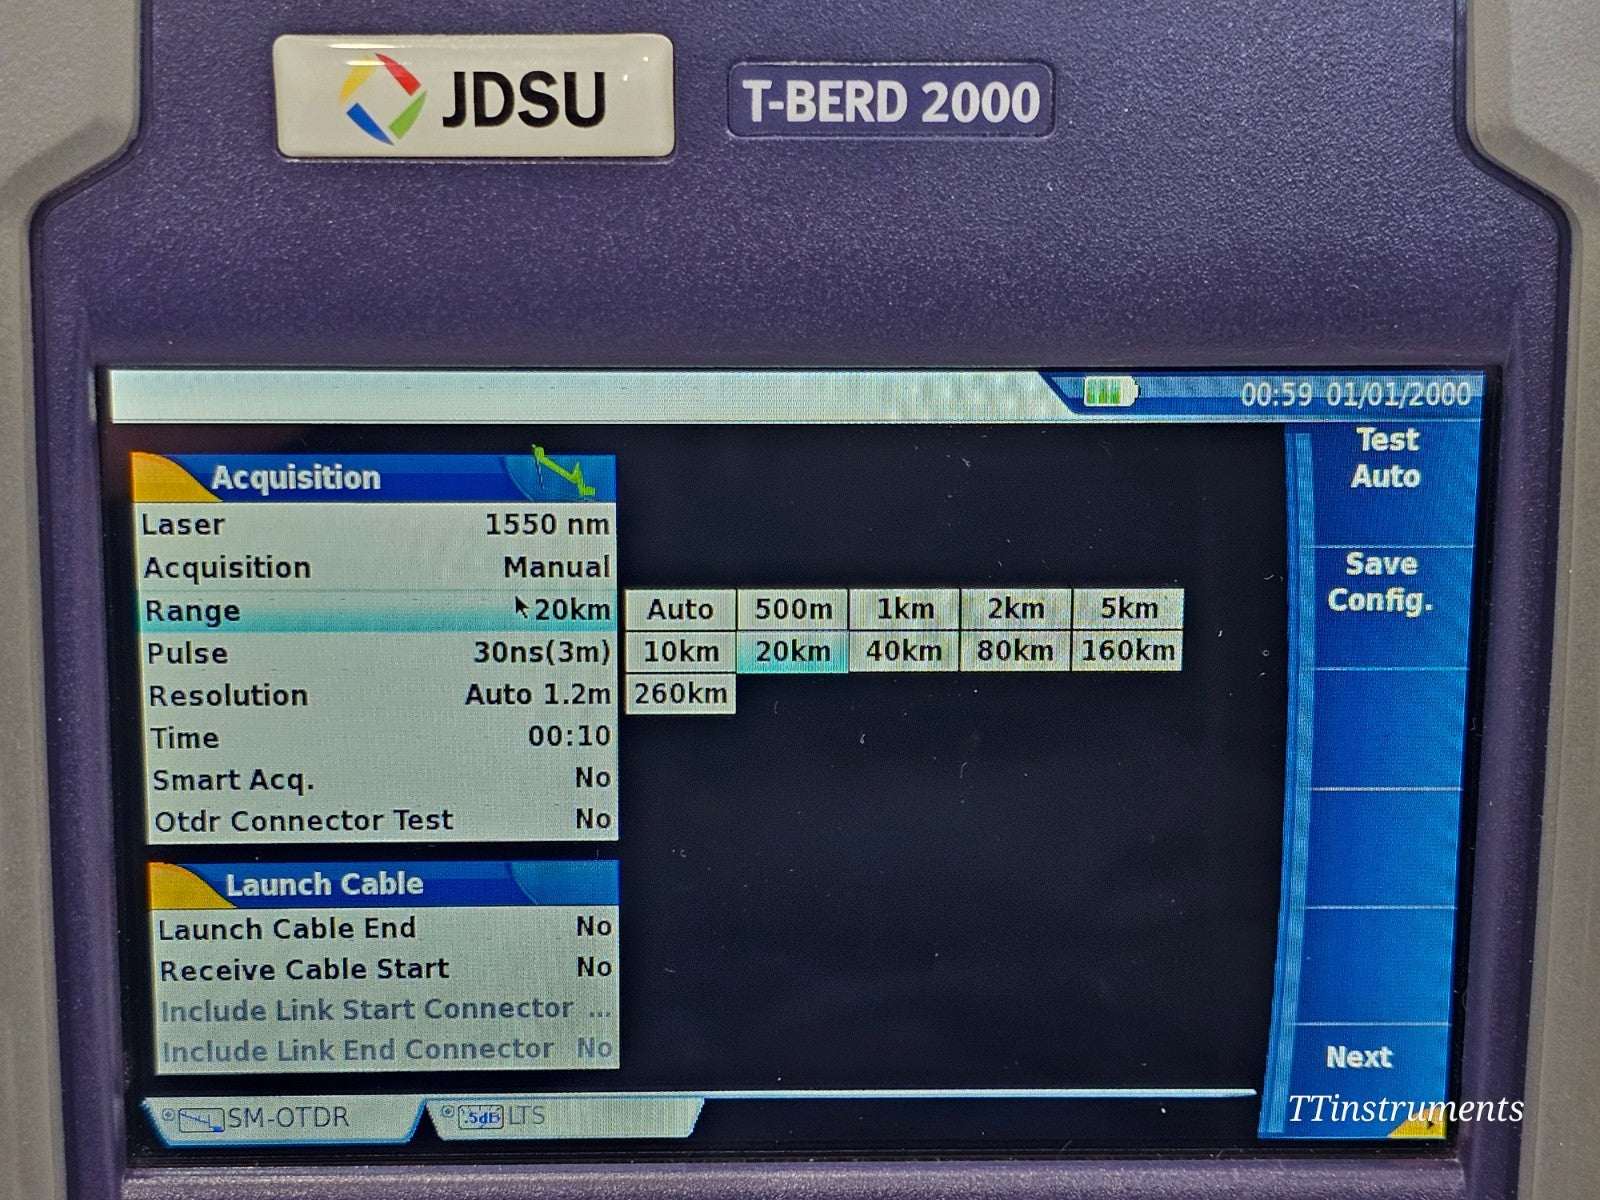 JDSU T-BERD 2000
00:59 01/01/2000
Acquisition
Laser 1550 nm
Acquisition Manual
Range 20km
Pulse 30ns(3m)
Resolution Auto 1.2m
Time 00:10
Smart Acq. No
Otdr Connector Test No
Auto 500m 1km 2km 5km
10km 20km 40km 80km 160km
260km
Launch Cable
Launch Cable End No
Receive Cable Start No
Include Link Start Connector ...
Include Link End Connector No
SM-OTDR .5dB LTS
Test
Auto
Save
Config.
Next
TTinstruments